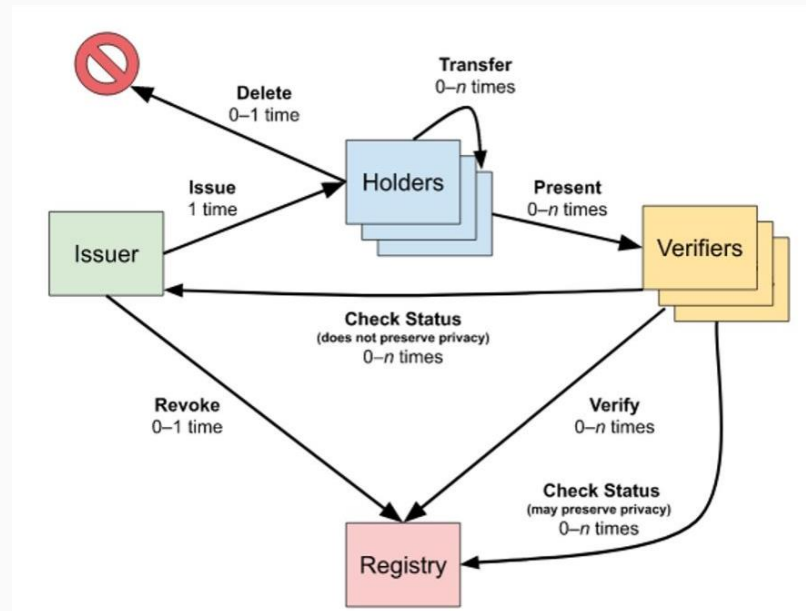 Transfer
0–n times
Delete
0–1 time
Holders
Issue
1 time
Present
0–n times
Issuer
Verifiers
Check Status
(does not preserve privacy)
0–n times
Revoke
0–1 time
Verify
0–n times
Check Status
(may preserve privacy)
0–n times
Registry